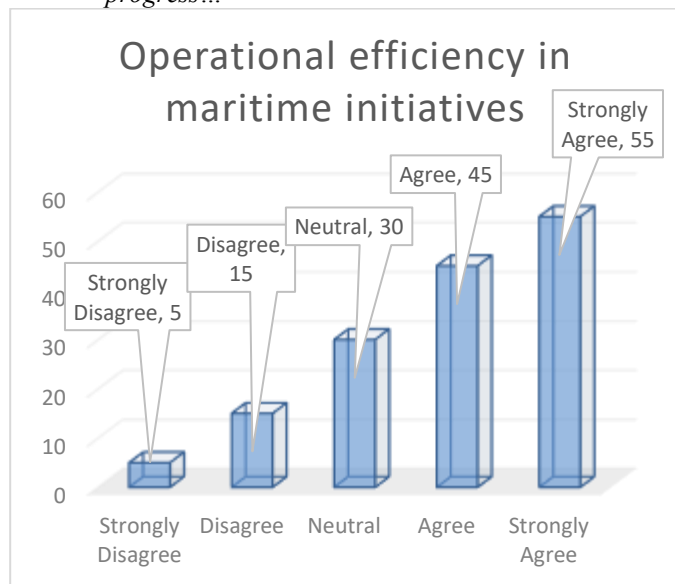 progress...
Operational efficiency in
maritime initiatives
Strongly
Agree, 55
Agree, 45
Neutral, 30
Disagree,
15
Strongly
Disagree, 5
60
50
40
30
20
10
0
Strongly
Disagree
Disagree
Neutral
Agree
Strongly
Agree